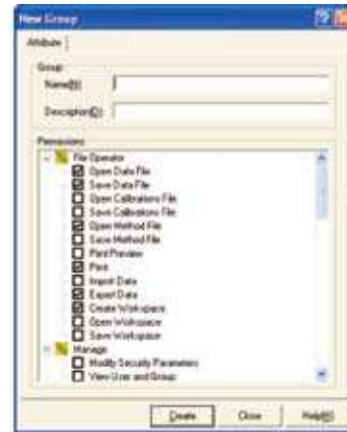 New Group
Attribute
Group
Name(N):
Description(D):
Permissions
File Operator
Open Data File
Save Data File
Open Calibrations File
Save Calibrations File
Open Method File
Save Method File
Print Preview
Print
Import Data
Export Data
Create Workspace
Open Workspace
Save Workspace
Manage
Modify Security Parameters
View User and Group
Create
Close
Help(H)